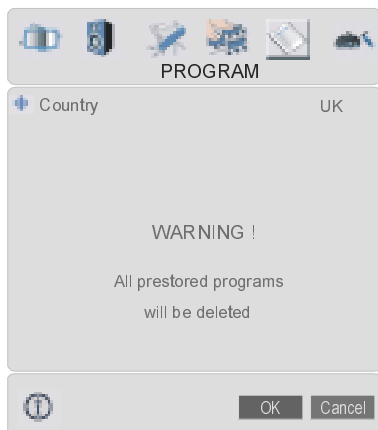 PROGRAM
Country UK
WARNING !
All prestored programs
will be deleted
OK Cancel